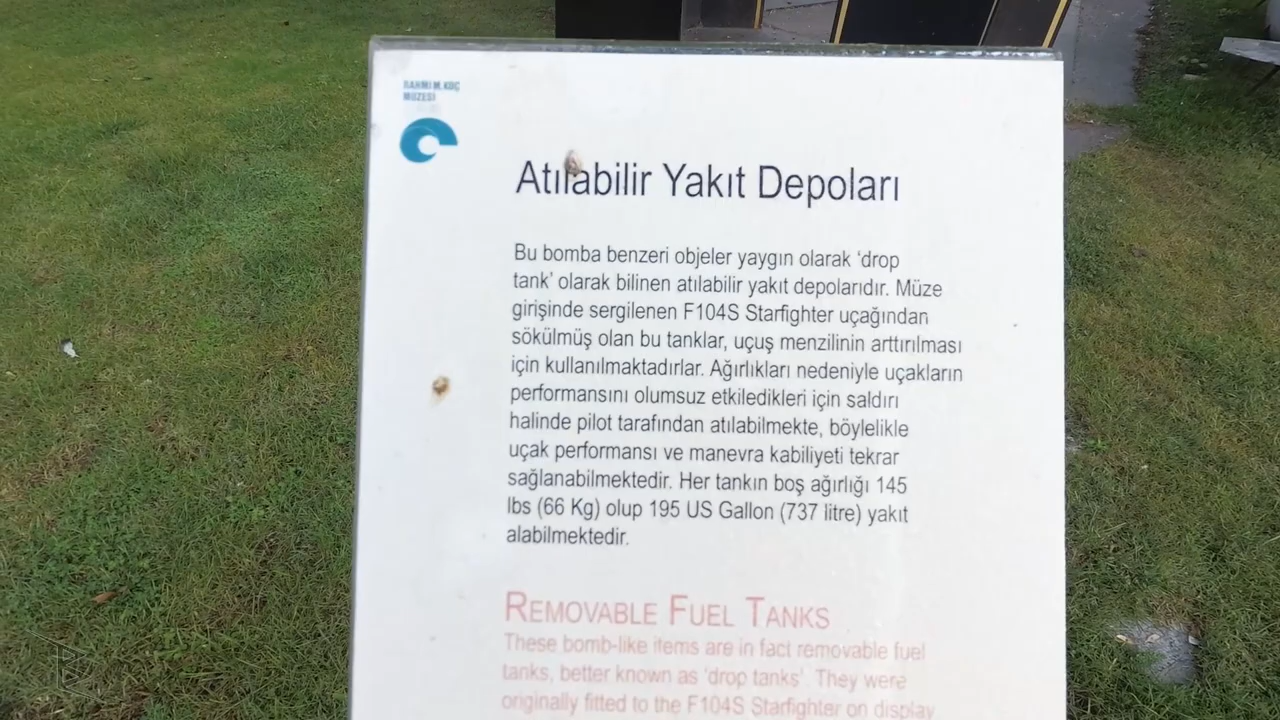 RAHMİ M. KOÇ
MÜZESİ
Atılabilir Yakıt Depoları
Bu bomba benzeri objeler yaygın olarak ‘drop
tank’ olarak bilinen atılabilir yakıt depolarıdır. Müze
girişinde sergilenen F104S Starfighter uçağından
sökülmüş olan bu tanklar, uçuş menzilinin arttırılması
için kullanılmaktadırlar. Ağırlıkları nedeniyle uçakların
performansını olumsuz etkiledikleri için saldırı
halinde pilot tarafından atılabilmekte, böylelikle
uçak performansı ve manevra kabiliyeti tekrar
sağlanabilmektedir. Her tankın boş ağırlığı 145
lbs (66 Kg) olup 195 US Gallon (737 litre) yakıt
alabilmektedir.
REMOVABLE FUEL TANKS
These bomb-like items are in fact removable fuel
tanks, better known as ‘drop tanks’. They were
originally fitted to the F104S Starfighter on display